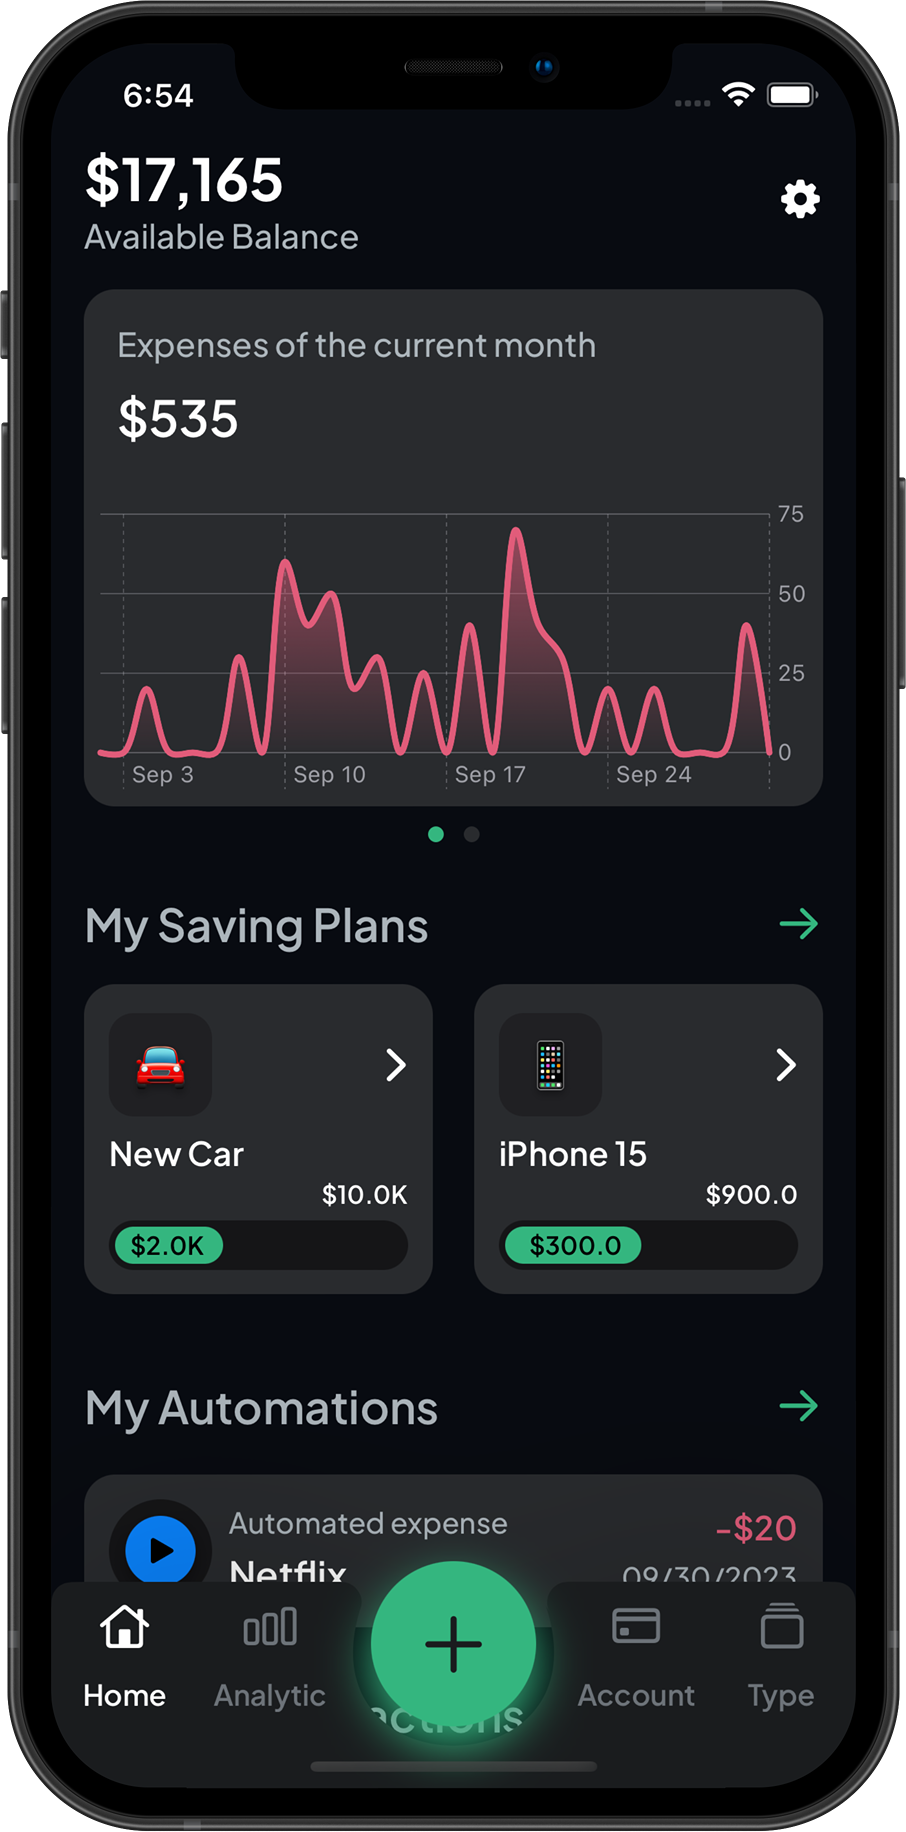 6:54
$17,165
Available Balance
Expenses of the current month
$535
75
50
25
0
Sep 3
Sep 10
Sep 17
Sep 24
My Saving Plans
New Car
$10.0K
$2.0K
iPhone 15
$900.0
$300.0
My Automations
Automated expense
-$20
Netflix
09/30/2023
Home
Analytic
Account
Type